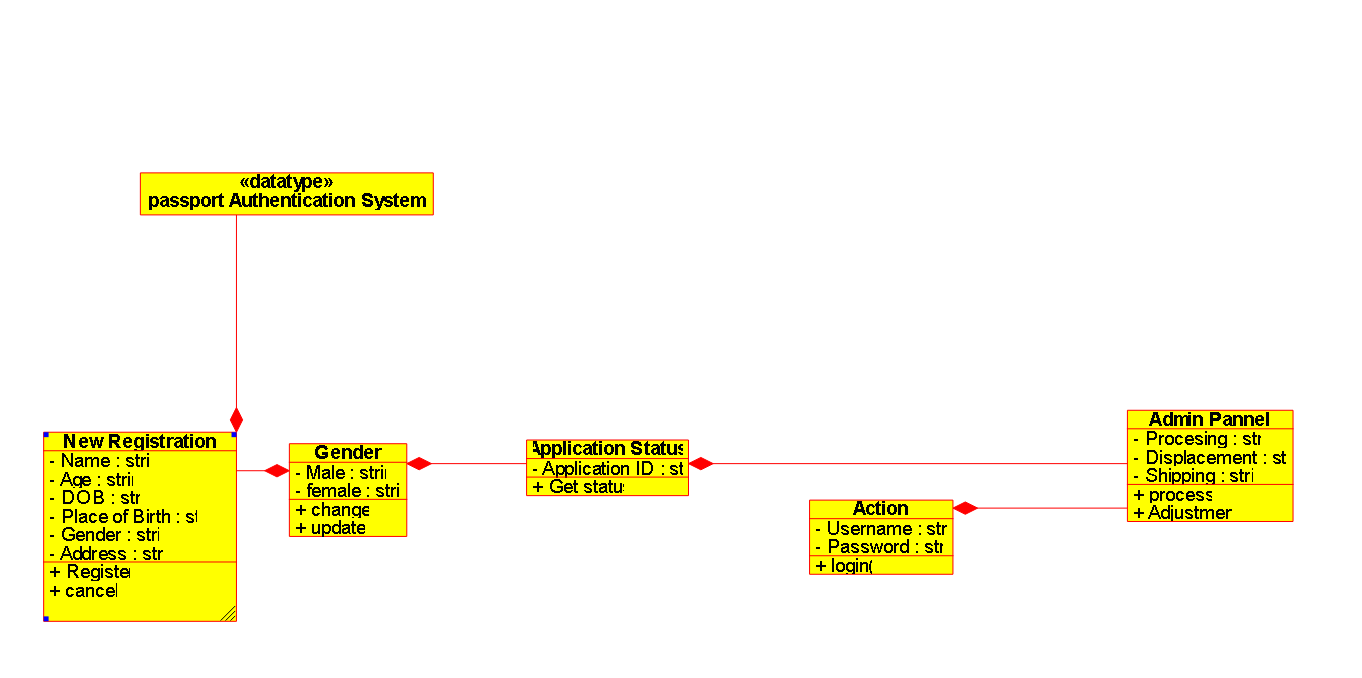 «datatype»
passport Authentication System
New Registration
- Name : stri
- Age : strii
- DOB : str
- Place of Birth : st
- Gender : stri
- Address : str
+ Registe
+ cancel
Gender
- Male : strii
- female : stri
+ change
+ update
Application Status
- Application ID : st
+ Get statu
Action
- Username : str
- Password : str
+ login(
Admin Pannel
- Procesing : str
- Displacement : st
- Shipping : stri
+ process
+ Adjustmer